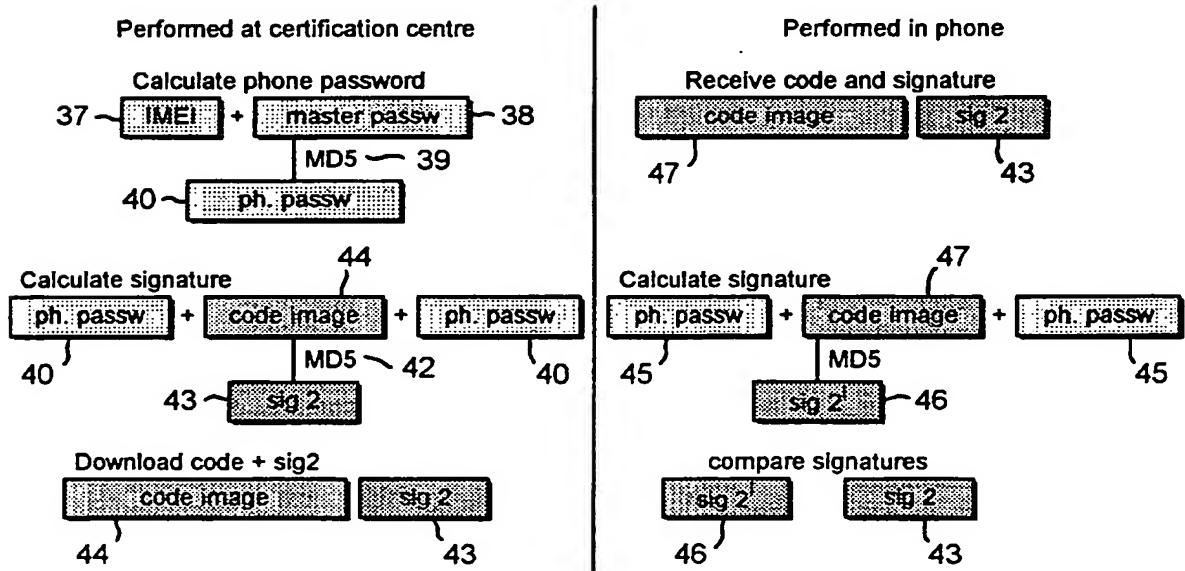 Performed at certification centre
Calculate phone password
37 IMEI + master passw 38
MD5 39
40 ph. passw
44
Calculate signature
ph. passw + code image + ph. passw
40 MD5 42 40
43 sig 2
Download code + sig2
code image sig 2
44 43
Performed in phone
Receive code and signature
code image sig 2
47 43
47
Calculate signature
ph. passw + code image + ph. passw
45 MD5 45
sig 2' 46
compare signatures
sig 2' sig 2
46 43